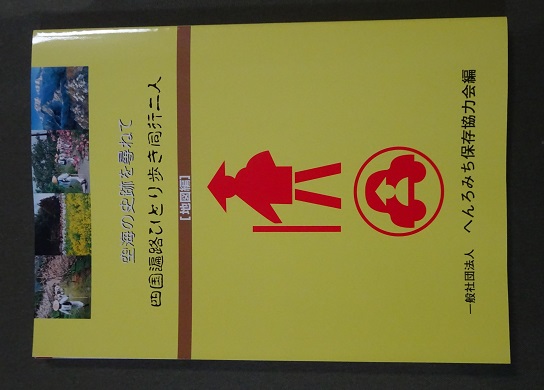 空海の史跡を尋ねて
四国遍路ひとり歩き同行二人
[地図編]
一般社団法人 へんろみち保存協力会編